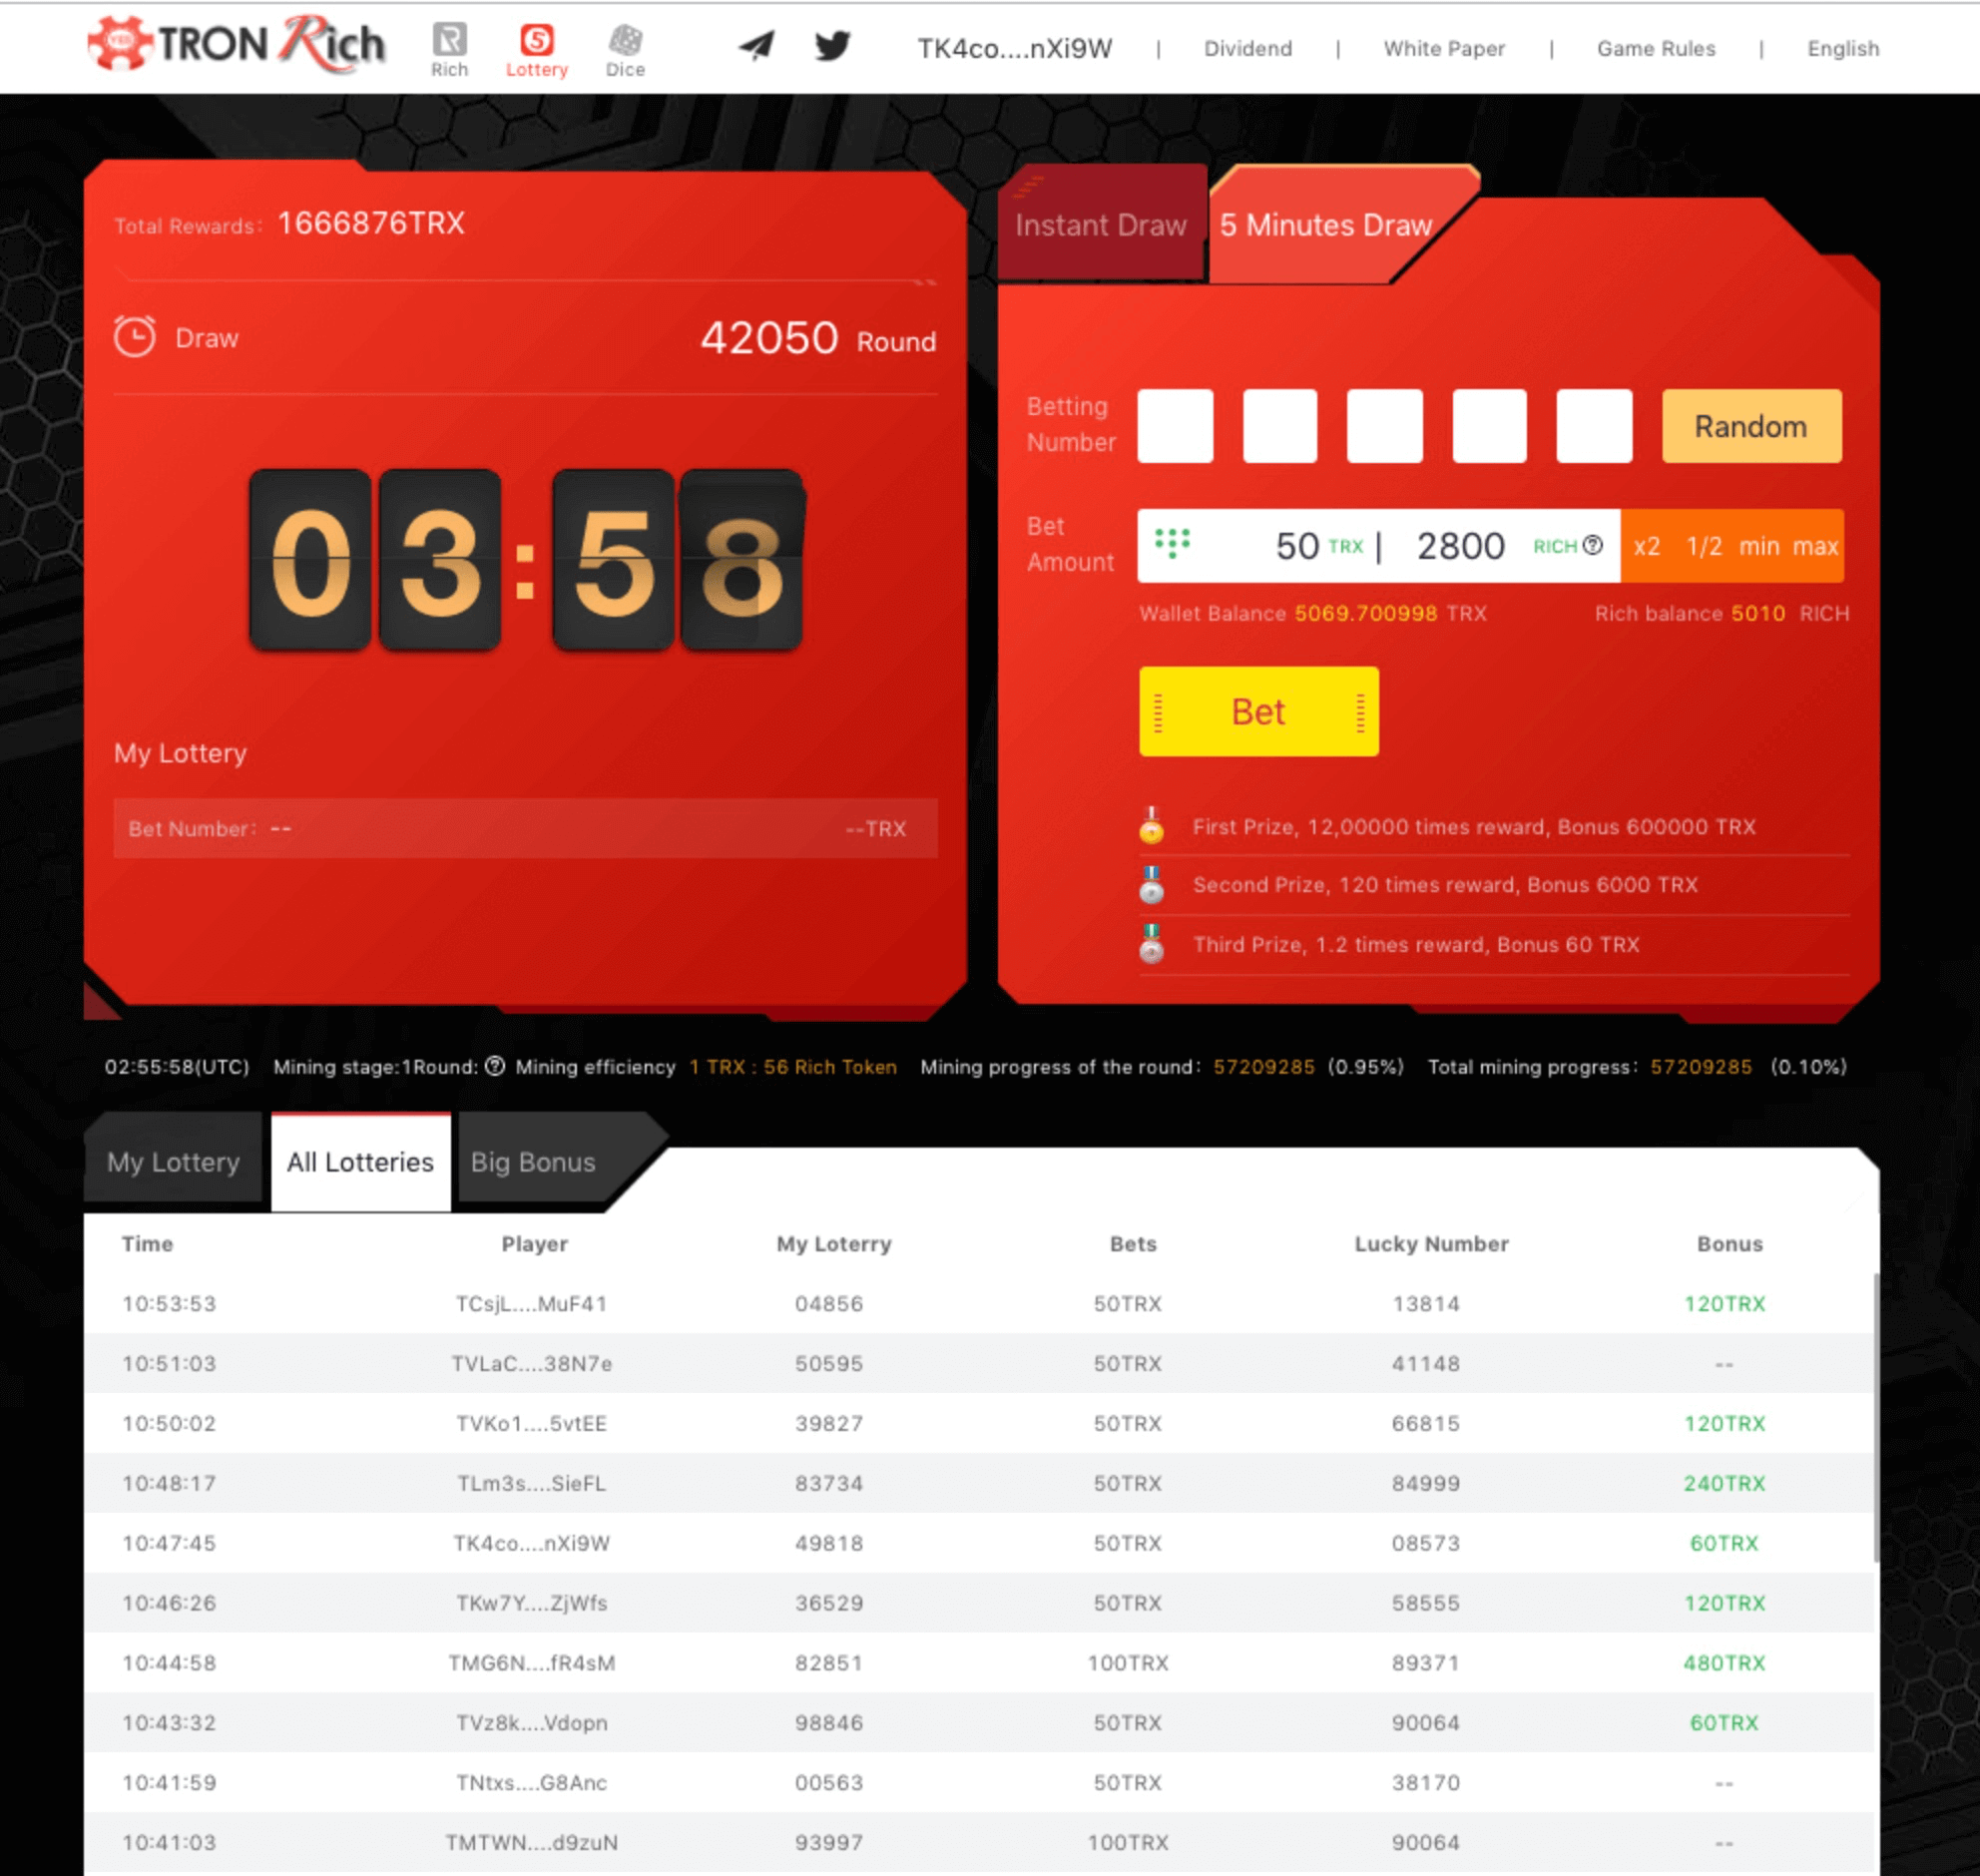 TRON Rich
Rich
Lottery
Dice
TK4co....nXi9W | Dividend | White Paper | Game Rules | English
Total Rewards: 1666876TRX
Draw
42050 Round
03:58
My Lottery
Bet Number: --
--TRX
Instant Draw
5 Minutes Draw
Betting
Number
Random
Bet
Amount
50 TRX | 2800 RICH ? x2 1/2 min max
Wallet Balance 5069.700998 TRX
Rich balance 5010 RICH
Bet
First Prize, 12,00000 times reward, Bonus 600000 TRX
Second Prize, 120 times reward, Bonus 6000 TRX
Third Prize, 1.2 times reward, Bonus 60 TRX
02:55:58(UTC) Mining stage:1Round: ? Mining efficiency 1 TRX : 56 Rich Token Mining progress of the round: 57209285 (0.95%) Total mining progress: 57209285 (0.10%)
My Lottery
All Lotteries
Big Bonus
Time Player My Loterry Bets Lucky Number Bonus
10:53:53 TCsjL....MuF41 04856 50TRX 13814 120TRX
10:51:03 TVLaC....38N7e 50595 50TRX 41148 --
10:50:02 TVKo1....5vtEE 39827 50TRX 66815 120TRX
10:48:17 TLm3s....SieFL 83734 50TRX 84999 240TRX
10:47:45 TK4co....nXi9W 49818 50TRX 08573 60TRX
10:46:26 TKw7Y....ZjWfs 36529 50TRX 58555 120TRX
10:44:58 TMG6N....fR4sM 82851 100TRX 89371 480TRX
10:43:32 TVz8k....Vdopn 98846 50TRX 90064 60TRX
10:41:59 TNtxs....G8Anc 00563 50TRX 38170 --
10:41:03 TMTWN....d9zuN 93997 100TRX 90064 --